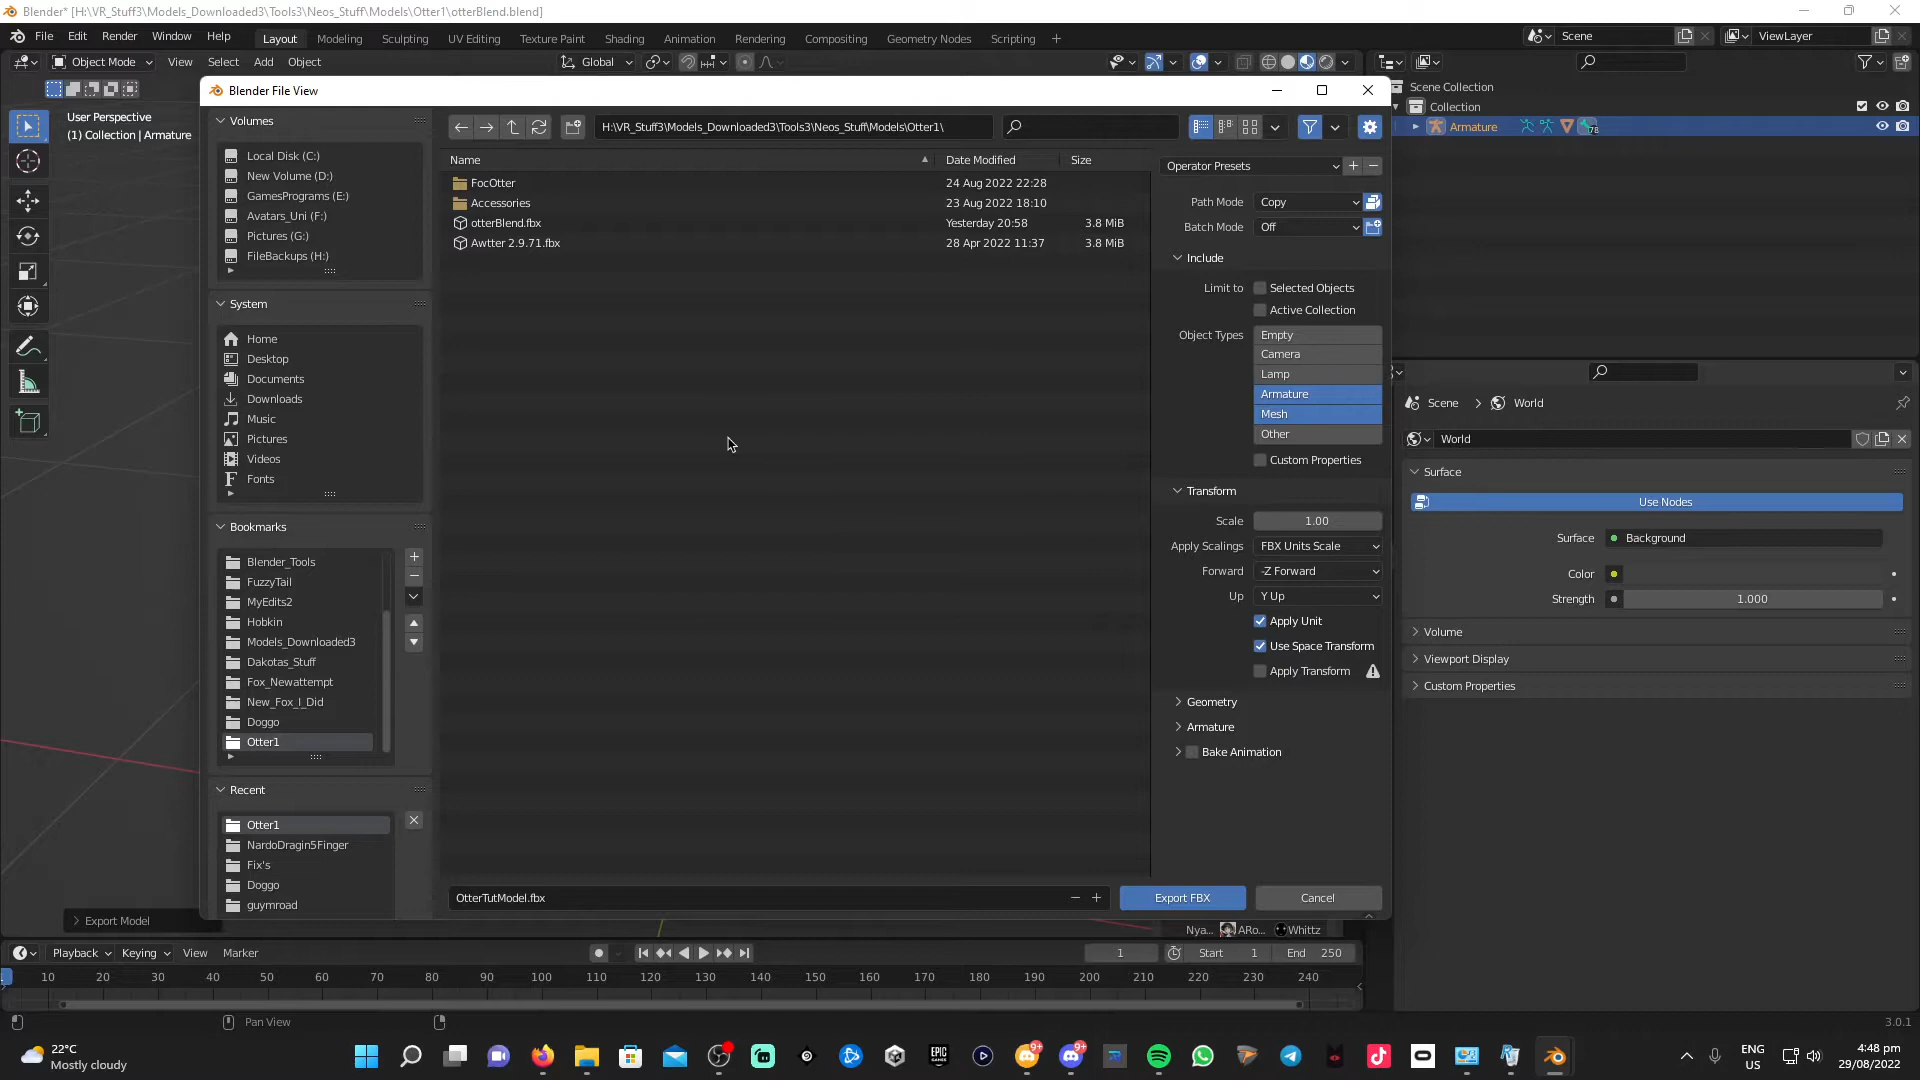 Blender* [H:\VR_Stuff3\Models_Downloaded3\Tools3\Neos_Stuff\Models\Otter1\otterBlend.blend]
File Edit Render Window Help Layout Modeling Sculpting UV Editing Texture Paint Shading Animation Rendering Compositing Geometry Nodes Scripting + Scene ViewLayer
Object Mode View Select Add Object Global
User Perspective
(1) Collection | Armature
Scene Collection
Collection
Armature 78
Blender File View
Volumes
Local Disk (C:)
New Volume (D:)
GamesPrograms (E:)
Avatars_Uni (F:)
Pictures (G:)
FileBackups (H:)
System
Home
Desktop
Documents
Downloads
Music
Pictures
Videos
Fonts
Bookmarks
Blender_Tools
FuzzyTail
MyEdits2
Hobkin
Models_Downloaded3
Dakotas_Stuff
Fox_Newattempt
New_Fox_I_Did
Doggo
Otter1
Recent
Otter1
NardoDragin5Finger
Fix's
Doggo
guymroad
H:\VR_Stuff3\Models_Downloaded3\Tools3\Neos_Stuff\Models\Otter1\
Name Date Modified Size
FocOtter 24 Aug 2022 22:28
Accessories 23 Aug 2022 18:10
otterBlend.fbx Yesterday 20:58 3.8 MiB
Awtter 2.9.71.fbx 28 Apr 2022 11:37 3.8 MiB
Operator Presets
Path Mode Copy
Batch Mode Off
Include
Limit to Selected Objects
Active Collection
Object Types Empty
Camera
Lamp
Armature
Mesh
Other
Custom Properties
Transform
Scale 1.00
Apply Scalings FBX Units Scale
Forward -Z Forward
Up Y Up
Apply Unit
Use Space Transform
Apply Transform
Geometry
Armature
Bake Animation
OtterTutModel.fbx Export FBX Cancel
Scene > World
World
Surface
Use Nodes
Surface Background
Color
Strength 1.000
Volume
Viewport Display
Custom Properties
Export Model
Nya... ARo... Whittz
Playback Keying View Marker 1 Start 1 End 250
10 20 30 40 50 60 70 80 90 100 110 120 130 140 150 160 170 180 190 200 210 220 230 240
Pan View 3.0.1
22°C
Mostly cloudy
EPIC GAMES
9+ 9+
ENG
US
4:48 pm
29/08/2022